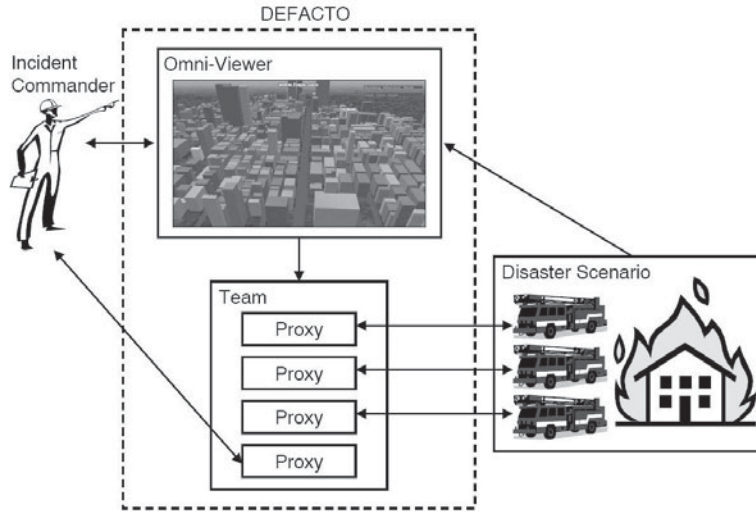 DEFACTO
Incident
Commander
Omni-Viewer
Team
Proxy
Proxy
Proxy
Proxy
Disaster Scenario